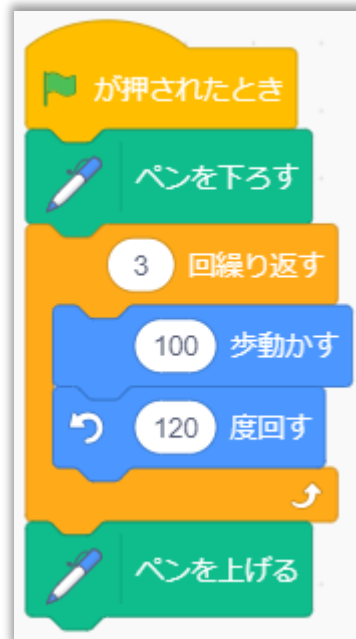 が押されたとき
ペンを下ろす
3 回繰り返す
100 歩動かす
120 度回す
ペンを上げる